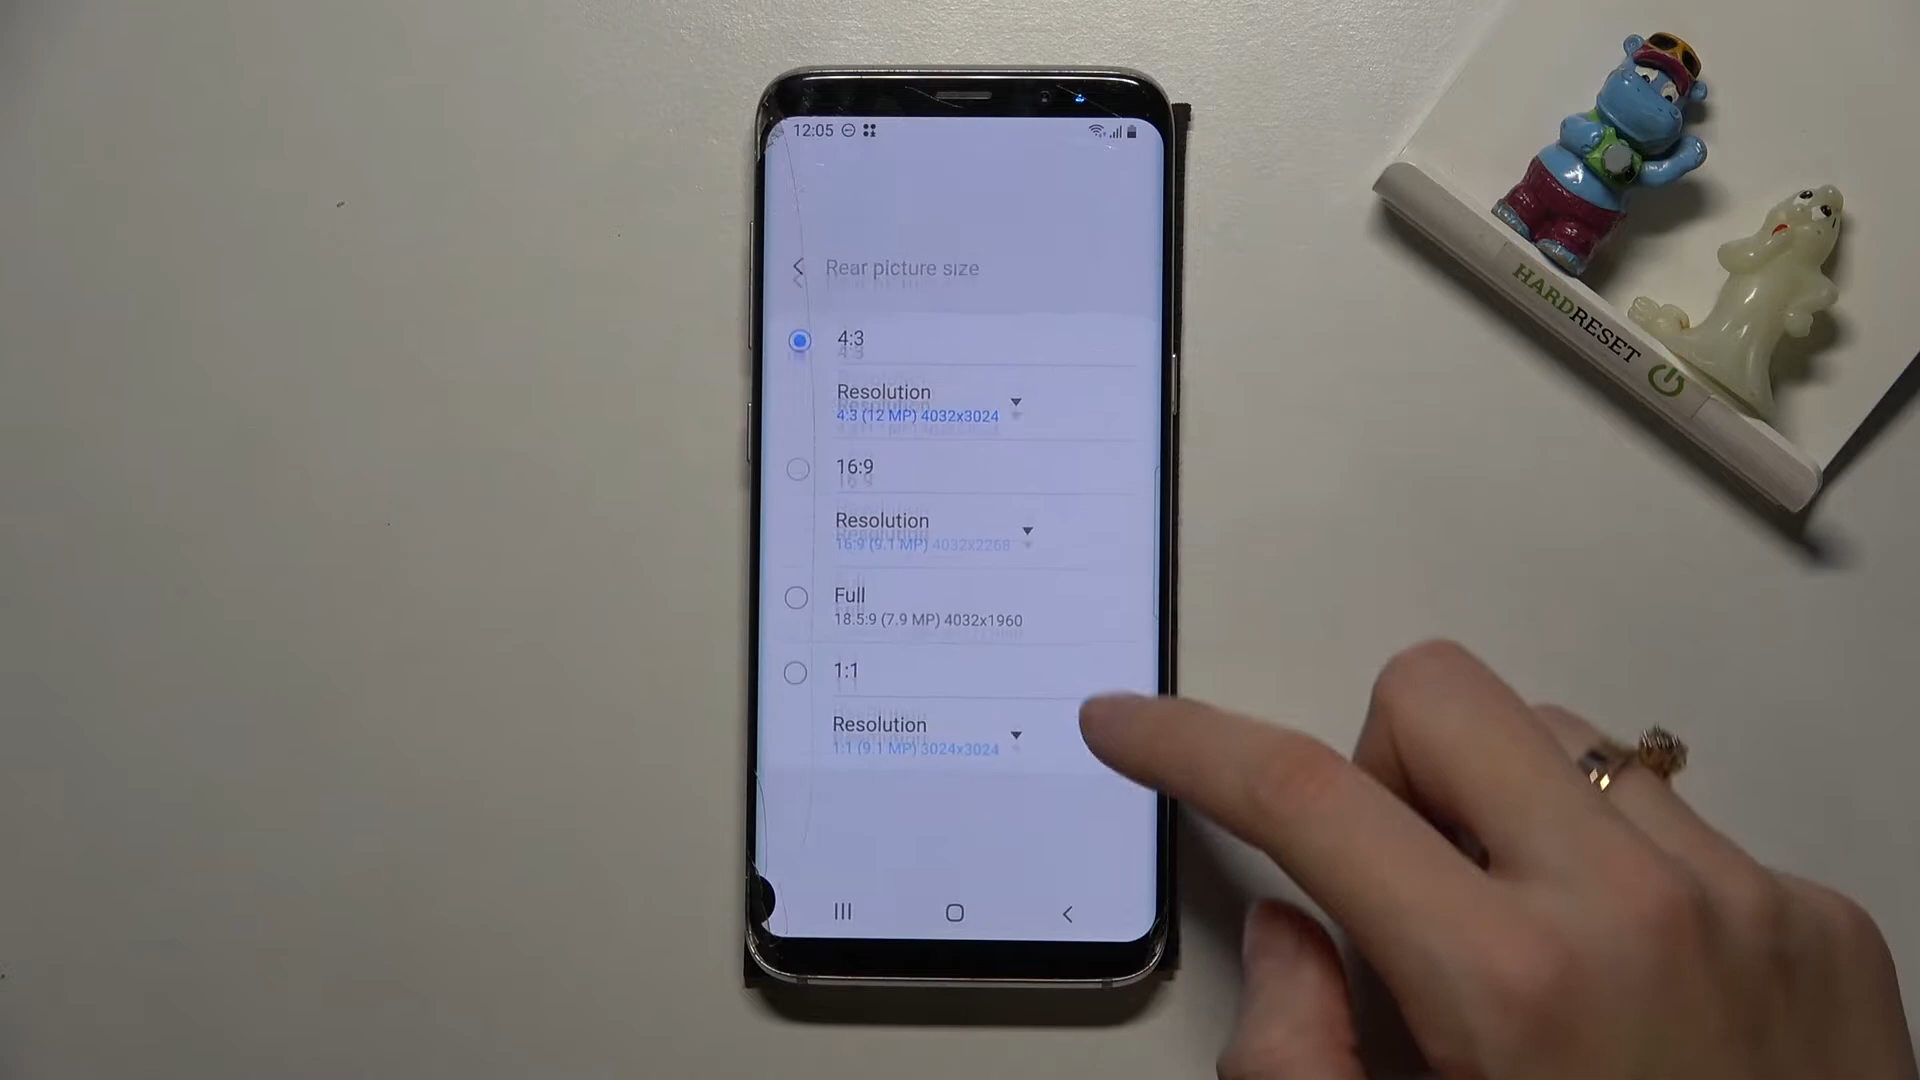 12:05
Rear picture size
4:3
Resolution
4:3 (12 MP) 4032x3024
16:9
Resolution
16:9 (9.1 MP) 4032x2268
Full
18.5:9 (7.9 MP) 4032x1960
1:1
Resolution
1:1 (9.1 MP) 3024x3024
HARDRESET